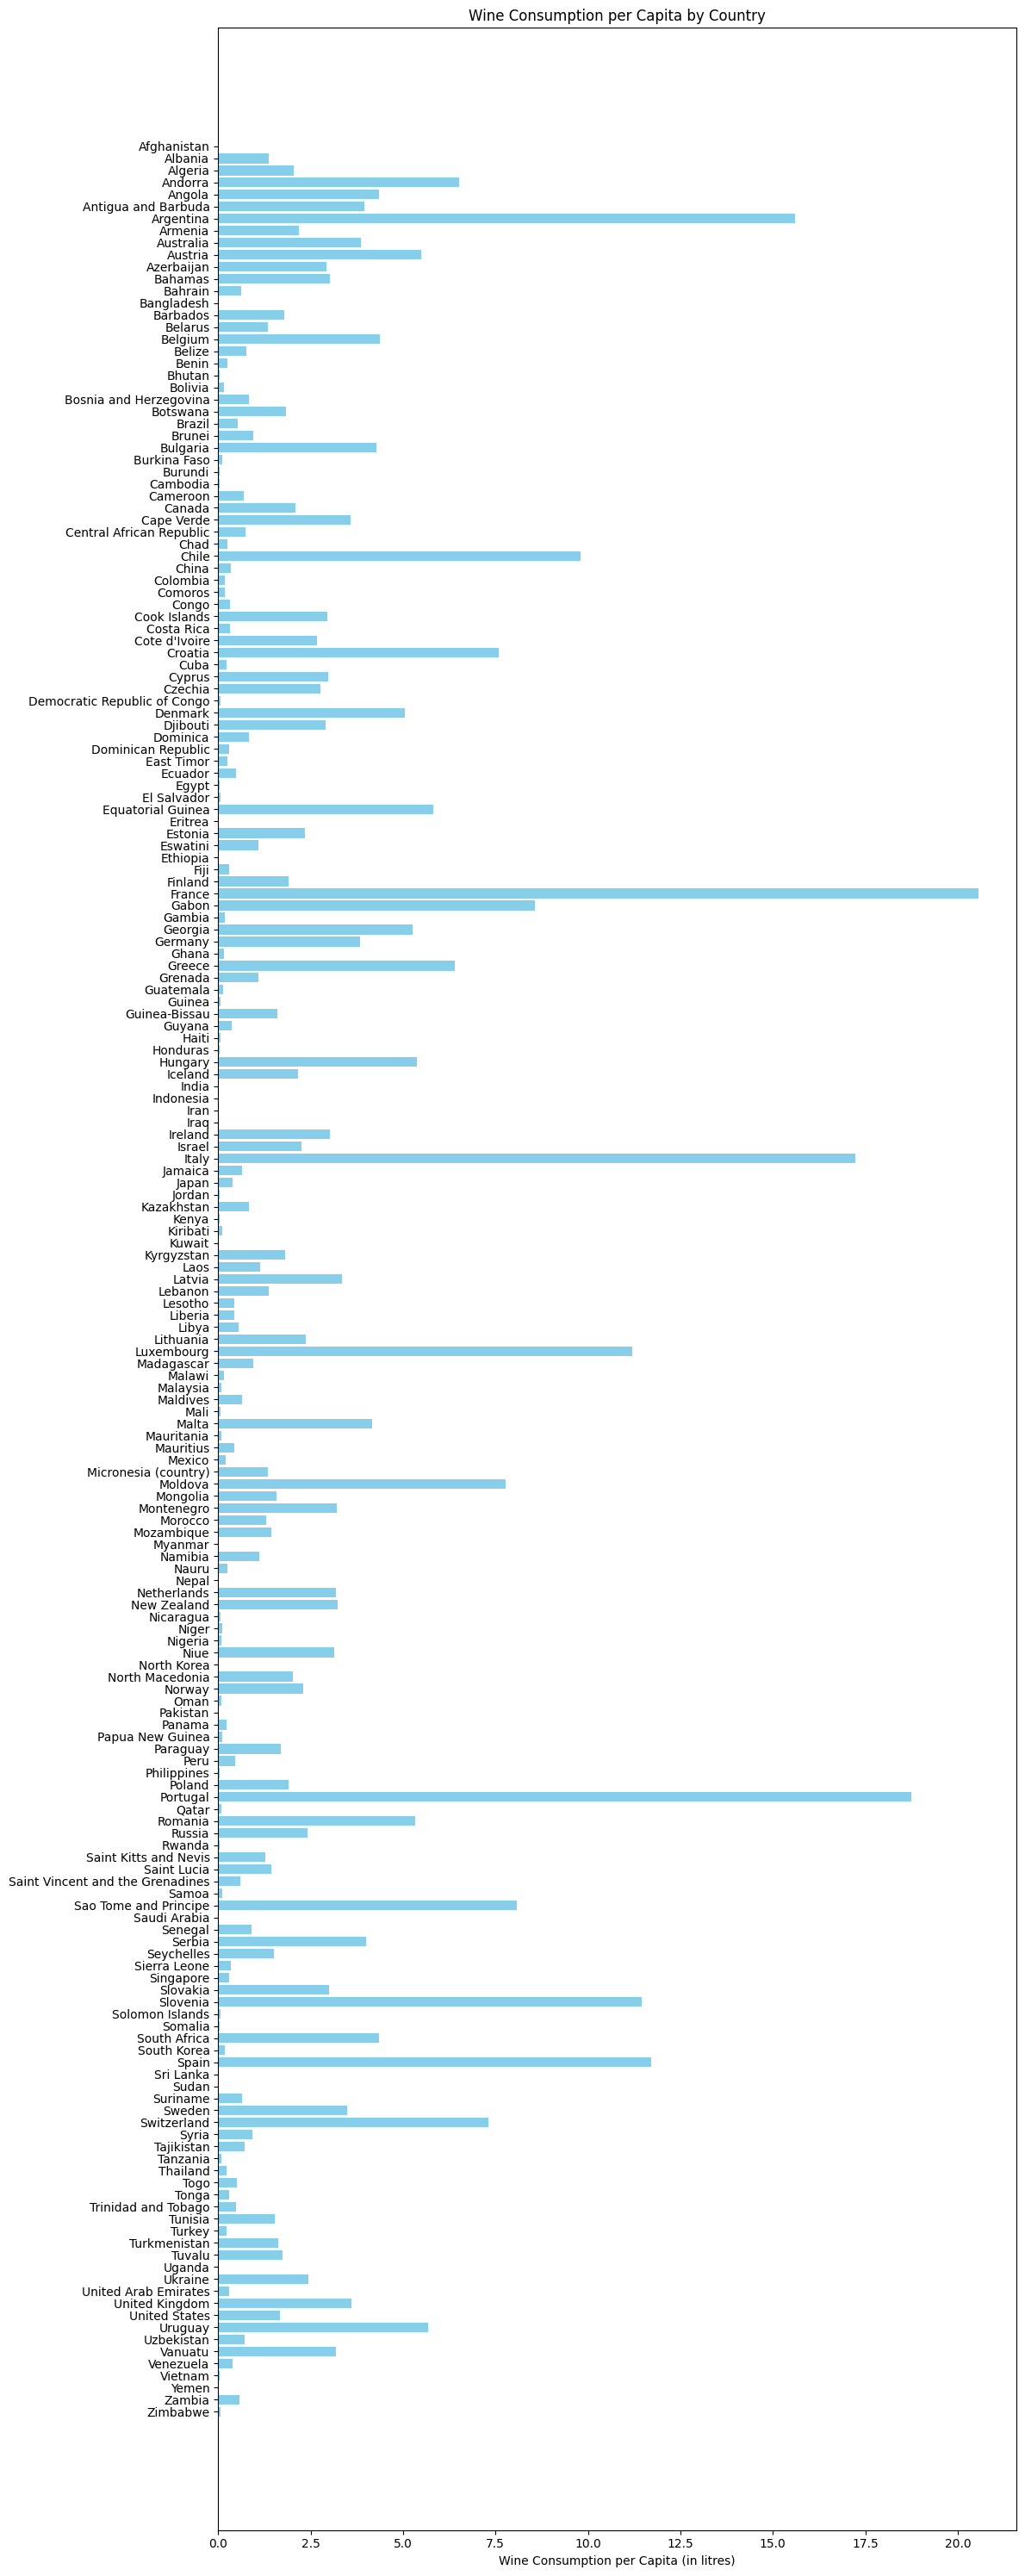 Wine Consumption per Capita by Country
Afghanistan
Albania
Algeria
Andorra
Angola
Antigua and Barbuda
Argentina
Armenia
Australia
Austria
Azerbaijan
Bahamas
Bahrain
Bangladesh
Barbados
Belarus
Belgium
Belize
Benin
Bhutan
Bolivia
Bosnia and Herzegovina
Botswana
Brazil
Brunei
Bulgaria
Burkina Faso
Burundi
Cambodia
Cameroon
Canada
Cape Verde
Central African Republic
Chad
Chile
China
Colombia
Comoros
Congo
Cook Islands
Costa Rica
Cote d'Ivoire
Croatia
Cuba
Cyprus
Czechia
Democratic Republic of Congo
Denmark
Djibouti
Dominica
Dominican Republic
East Timor
Ecuador
Egypt
El Salvador
Equatorial Guinea
Eritrea
Estonia
Eswatini
Ethiopia
Fiji
Finland
France
Gabon
Gambia
Georgia
Germany
Ghana
Greece
Grenada
Guatemala
Guinea
Guinea-Bissau
Guyana
Haiti
Honduras
Hungary
Iceland
India
Indonesia
Iran
Iraq
Ireland
Israel
Italy
Jamaica
Japan
Jordan
Kazakhstan
Kenya
Kiribati
Kuwait
Kyrgyzstan
Laos
Latvia
Lebanon
Lesotho
Liberia
Libya
Lithuania
Luxembourg
Madagascar
Malawi
Malaysia
Maldives
Mali
Malta
Mauritania
Mauritius
Mexico
Micronesia (country)
Moldova
Mongolia
Montenegro
Morocco
Mozambique
Myanmar
Namibia
Nauru
Nepal
Netherlands
New Zealand
Nicaragua
Niger
Nigeria
Niue
North Korea
North Macedonia
Norway
Oman
Pakistan
Panama
Papua New Guinea
Paraguay
Peru
Philippines
Poland
Portugal
Qatar
Romania
Russia
Rwanda
Saint Kitts and Nevis
Saint Lucia
Saint Vincent and the Grenadines
Samoa
Sao Tome and Principe
Saudi Arabia
Senegal
Serbia
Seychelles
Sierra Leone
Singapore
Slovakia
Slovenia
Solomon Islands
Somalia
South Africa
South Korea
Spain
Sri Lanka
Sudan
Suriname
Sweden
Switzerland
Syria
Tajikistan
Tanzania
Thailand
Togo
Tonga
Trinidad and Tobago
Tunisia
Turkey
Turkmenistan
Tuvalu
Uganda
Ukraine
United Arab Emirates
United Kingdom
United States
Uruguay
Uzbekistan
Vanuatu
Venezuela
Vietnam
Yemen
Zambia
Zimbabwe
0.0 2.5 5.0 7.5 10.0 12.5 15.0 17.5 20.0
Wine Consumption per Capita (in litres)